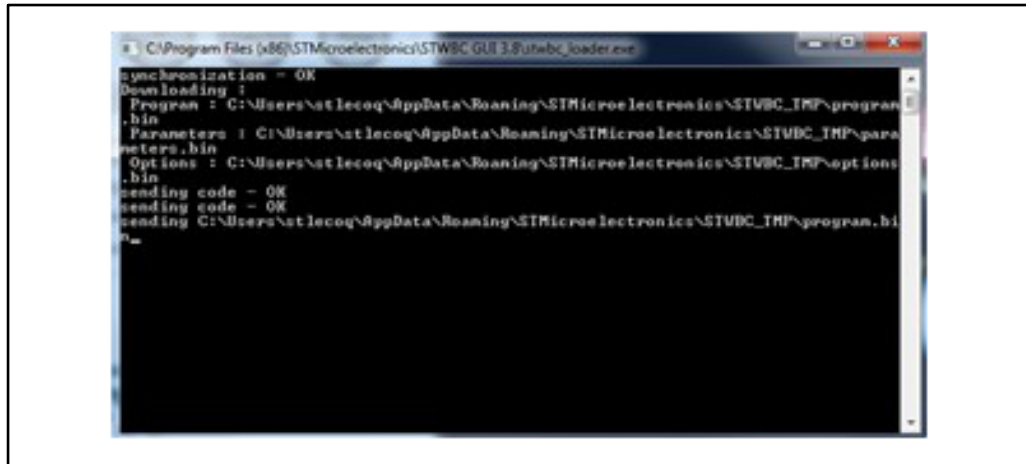 C:\Program Files (x86)\STMicroelectronics\STWBC GUI 3.8\stwbc_loader.exe
synchronization - OK
Downloading :
Program : C:\Users\stlecoq\AppData\Roaming\STMicroelectronics\STWBC_TMP\program
.bin
Parameters : C:\Users\stlecoq\AppData\Roaming\STMicroelectronics\STWBC_TMP\para
meters.bin
Options : C:\Users\stlecoq\AppData\Roaming\STMicroelectronics\STWBC_TMP\options
.bin
sending code - OK
sending code - OK
sending C:\Users\stlecoq\AppData\Roaming\STMicroelectronics\STWBC_TMP\program.bi
n_